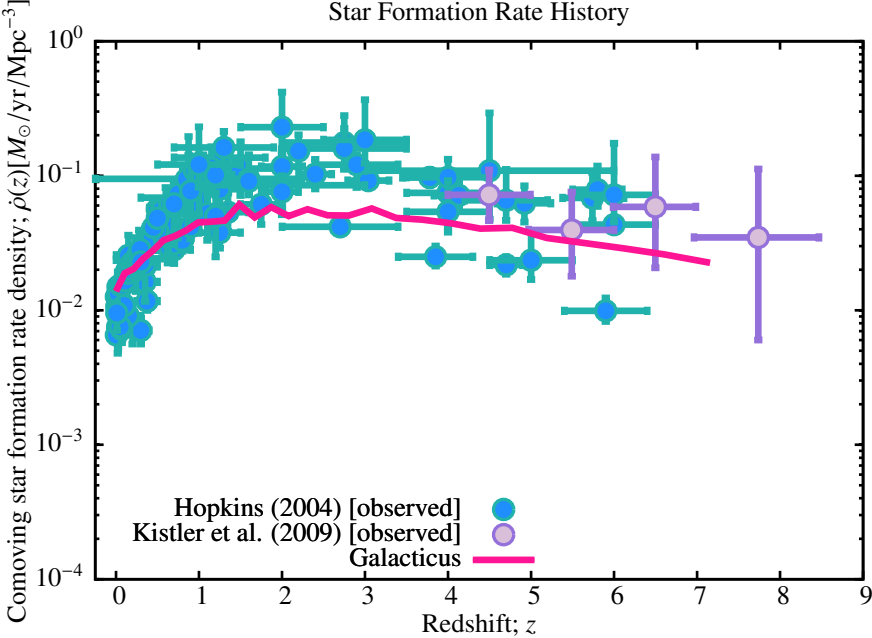 Star Formation Rate History
Comoving star formation rate density; ρ̇(z)[M⊙/yr/Mpc⁻³]
10⁰
10⁻¹
10⁻²
10⁻³
10⁻⁴
Hopkins (2004) [observed]
Kistler et al. (2009) [observed]
Galacticus
0 1 2 3 4 5 6 7 8 9
Redshift; z